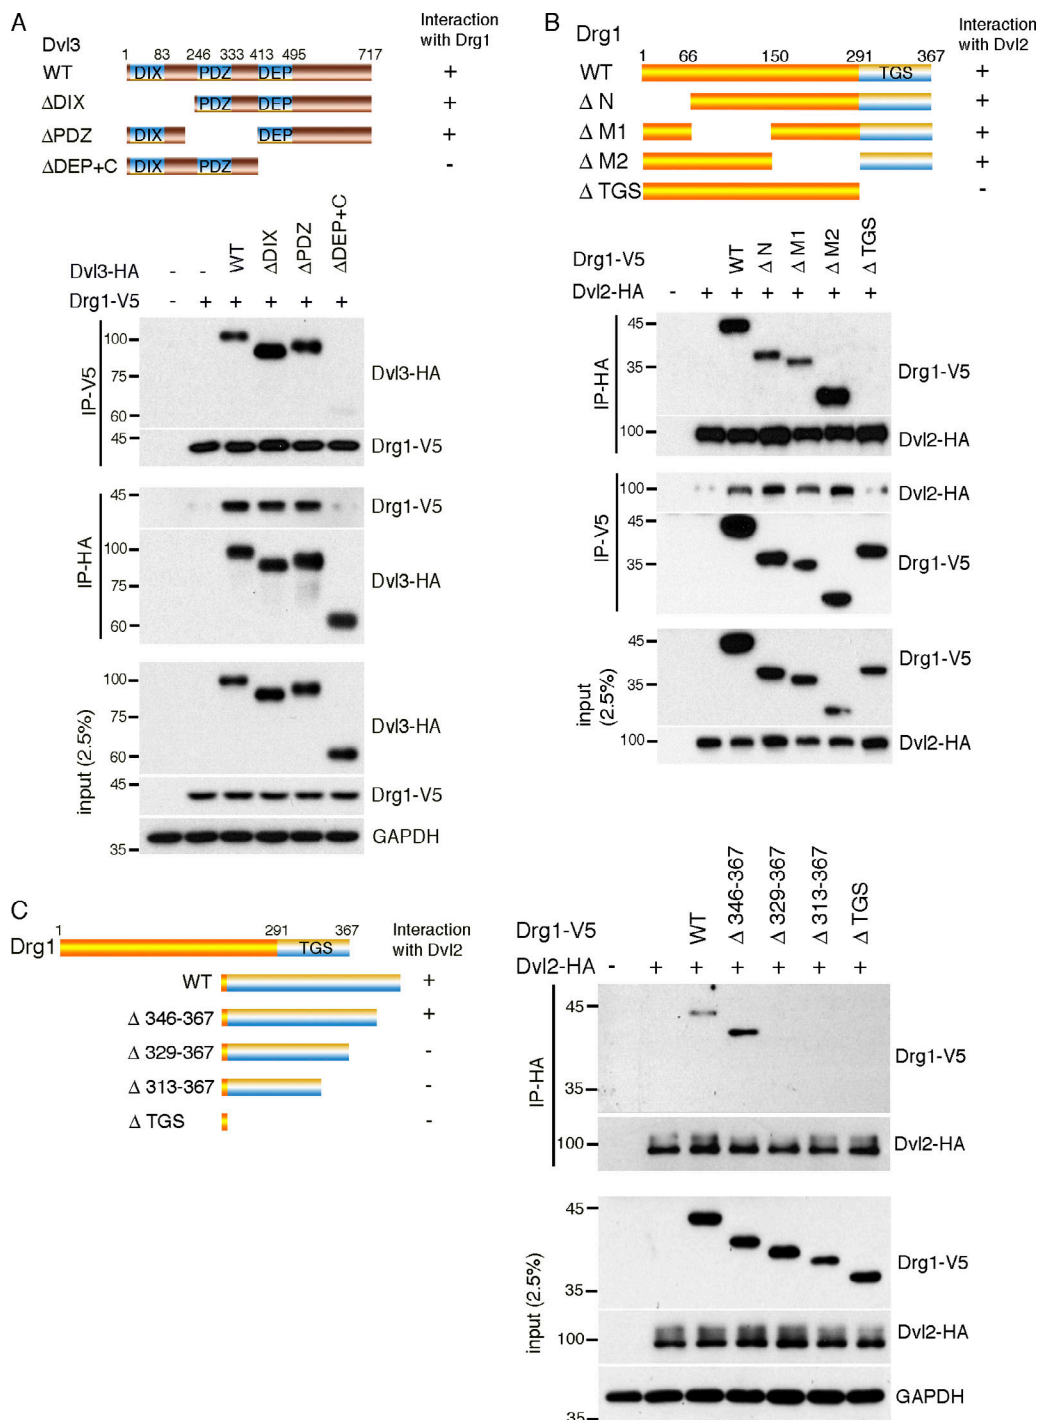 A
Dvl3
Interaction
with Drg1
1 83 246 333 413 495 717
WT DIX PDZ DEP +
ΔDIX PDZ DEP +
ΔPDZ DIX DEP +
ΔDEP+C DIX PDZ -
Dvl3-HA - - WT ΔDIX ΔPDZ ΔDEP+C
Drg1-V5 - + + + + +
IP-V5
100
75
60
Dvl3-HA
45
Drg1-V5
IP-HA
45
Drg1-V5
100
75
60
Dvl3-HA
input (2.5%)
100
75
60
Dvl3-HA
45
Drg1-V5
35
GAPDH
B
Drg1
Interaction
with Dvl2
1 66 150 291 367
WT TGS +
Δ N +
Δ M1 +
Δ M2 +
Δ TGS -
Drg1-V5 WT Δ N Δ M1 Δ M2 Δ TGS
Dvl2-HA - + + + + + +
IP-HA
45
35
Drg1-V5
100
Dvl2-HA
IP-V5
100
Dvl2-HA
45
35
Drg1-V5
input
(2.5%)
45
35
Drg1-V5
100
Dvl2-HA
C
1 291 367
Drg1 TGS
Interaction
with Dvl2
WT +
Δ 346-367 +
Δ 329-367 -
Δ 313-367 -
Δ TGS -
Drg1-V5 WT Δ 346-367 Δ 329-367 Δ 313-367 Δ TGS
Dvl2-HA - + + + + + +
IP-HA
45
35
Drg1-V5
100
Dvl2-HA
input (2.5%)
45
35
Drg1-V5
100
Dvl2-HA
GAPDH
35